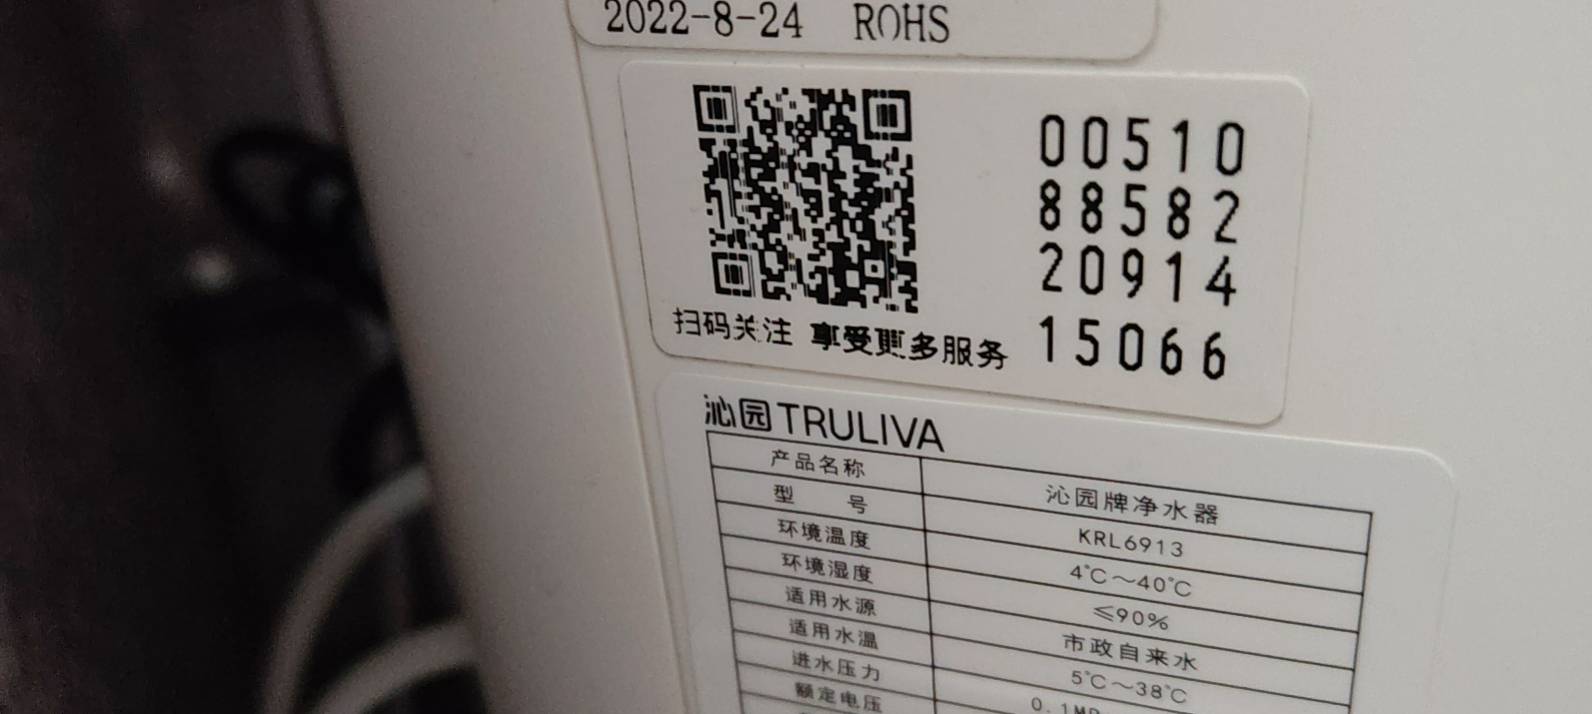 2022-8-24 ROHS
00510
88582
20914
15066
扫码关注 享受更多服务
沁园TRULIVA
产品名称 沁园牌净水器
型 号 KRL6913
环境温度 4℃～40℃
环境湿度 ≤90%
适用水源 市政自来水
适用水温 5℃～38℃
进水压力 0.1MP
额定电压